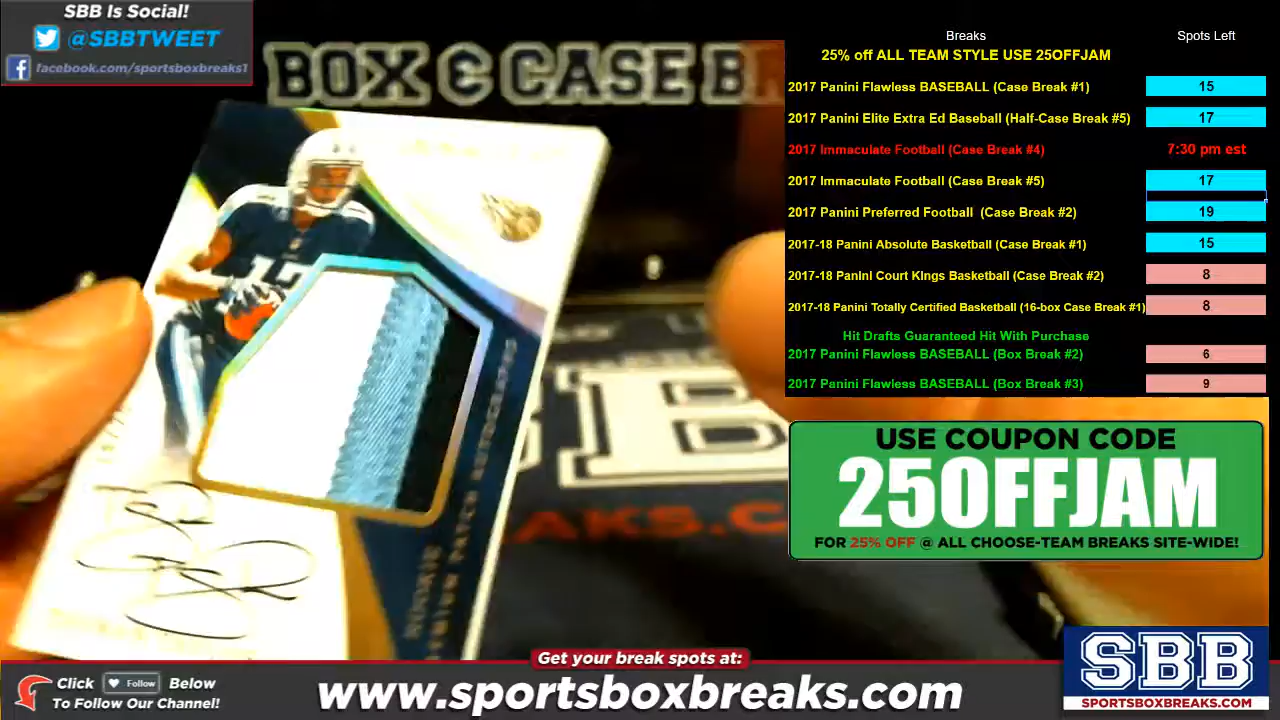 SBB Is Social!
@SBBTWEET
facebook.com/sportsboxbreaks1
BOX & CASE B
Breaks Spots Left
25% off ALL TEAM STYLE USE 25OFFJAM
2017 Panini Flawless BASEBALL (Case Break #1) 15
2017 Panini Elite Extra Ed Baseball (Half-Case Break #5) 17
2017 Immaculate Football (Case Break #4) 7:30 pm est
2017 Immaculate Football (Case Break #5) 17
2017 Panini Preferred Football (Case Break #2) 19
2017-18 Panini Absolute Basketball (Case Break #1) 15
2017-18 Panini Court Kings Basketball (Case Break #2) 8
2017-18 Panini Totally Certified Basketball (16-box Case Break #1) 8
Hit Drafts Guaranteed Hit With Purchase
2017 Panini Flawless BASEBALL (Box Break #2) 6
2017 Panini Flawless BASEBALL (Box Break #3) 9
USE COUPON CODE
25OFFJAM
FOR 25% OFF @ ALL CHOOSE-TEAM BREAKS SITE-WIDE!
ROOKIE
PATCH AUTOGRAPHS
Get your break spots at:
www.sportsboxbreaks.com
Click Follow Below
To Follow Our Channel!
SBB
SPORTSBOXBREAKS.COM